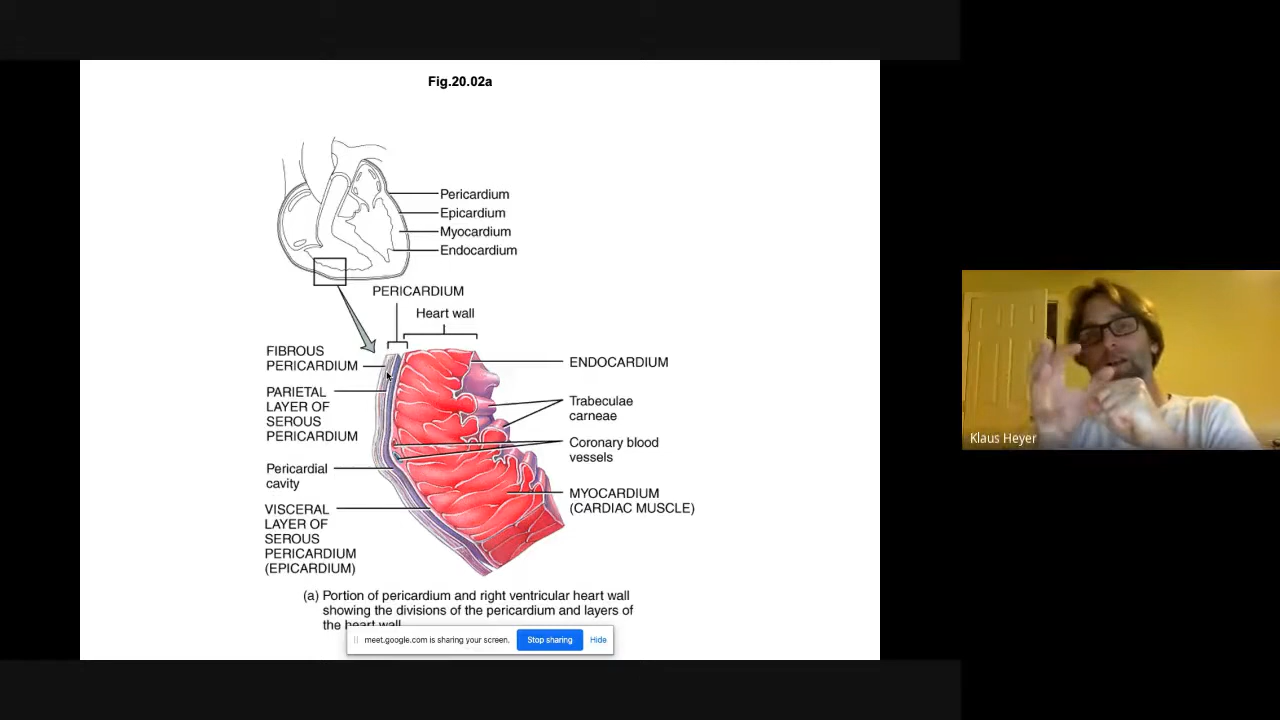 Fig.20.02a
Pericardium
Epicardium
Myocardium
Endocardium
PERICARDIUM
Heart wall
FIBROUS
PERICARDIUM
PARIETAL
LAYER OF
SEROUS
PERICARDIUM
Pericardial
cavity
VISCERAL
LAYER OF
SEROUS
PERICARDIUM
(EPICARDIUM)
ENDOCARDIUM
Trabeculae
carneae
Coronary blood
vessels
MYOCARDIUM
(CARDIAC MUSCLE)
(a) Portion of pericardium and right ventricular heart wall
showing the divisions of the pericardium and layers of
the heart wall
meet.google.com is sharing your screen. Stop sharing Hide
Klaus Heyer